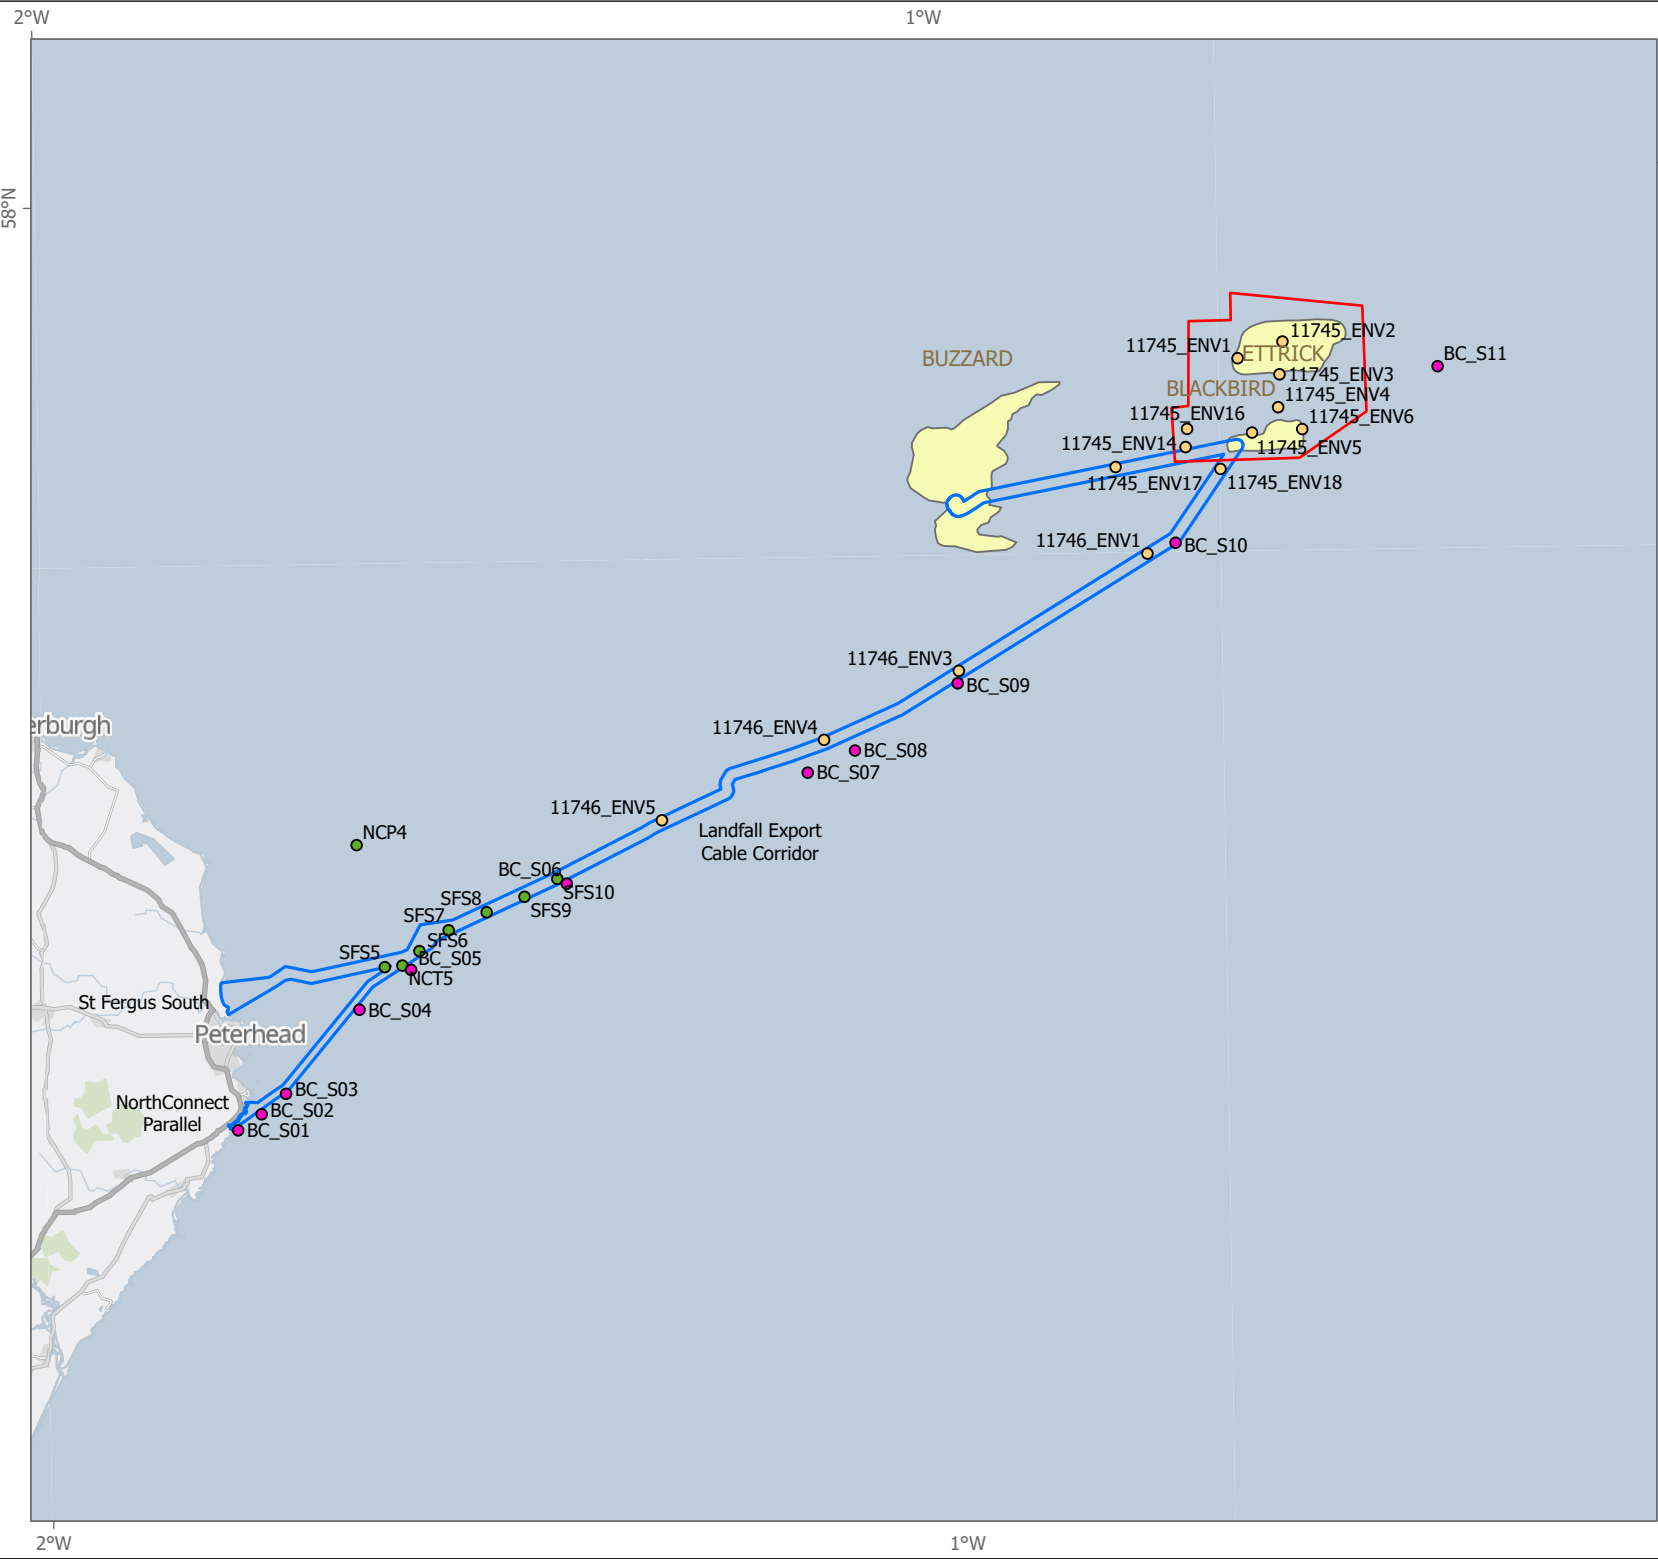 2°W
1°W
58°N
11745_ENV2
11745_ENV1
ETTRICK
BC_S11
BUZZARD
11745_ENV3
BLACKBIRD
11745_ENV4
11745_ENV16
11745_ENV6
11745_ENV14
11745_ENV5
11745_ENV17
11745_ENV18
11746_ENV1
BC_S10
11746_ENV3
BC_S09
erburgh
11746_ENV4
BC_S08
BC_S07
11746_ENV5
Landfall Export
Cable Corridor
NCP4
BC_S06
SFS10
SFS8
SFS9
SFS7
SFS6
SFS5
BC_S05
NCT5
St Fergus South
BC_S04
Peterhead
BC_S03
NorthConnect
Parallel
BC_S02
BC_S01
2°W
1°W